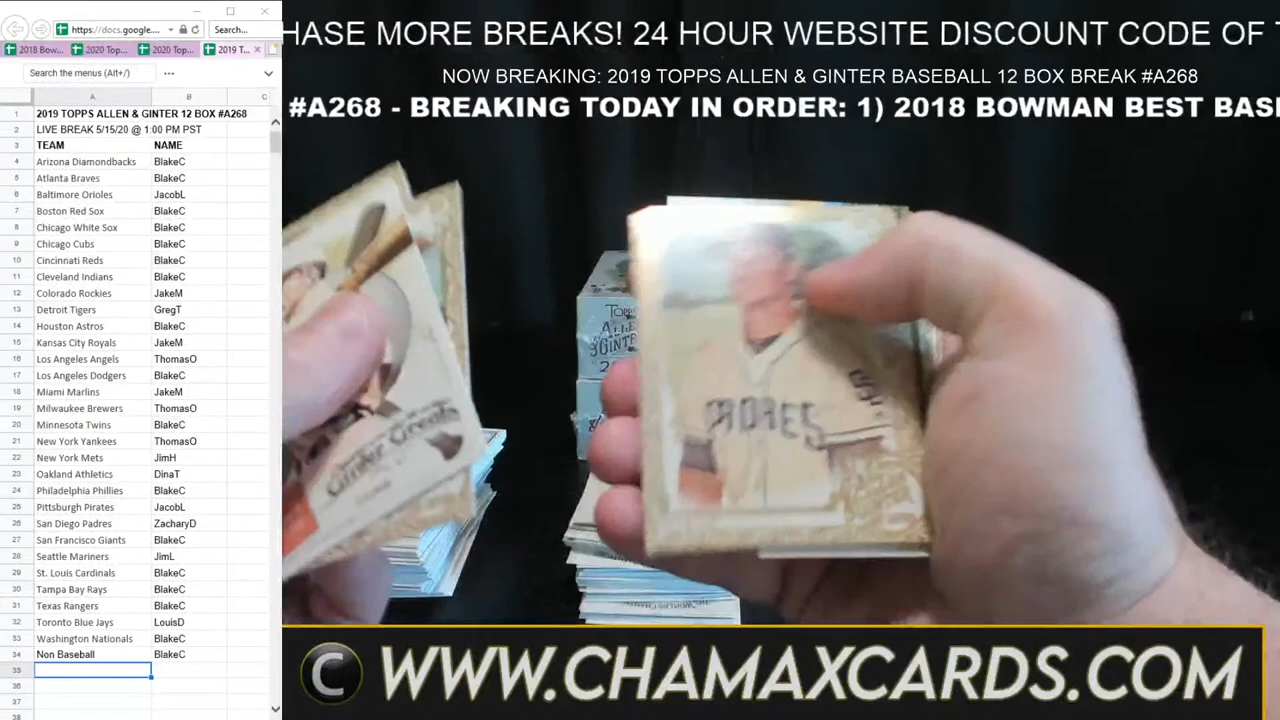 https://docs.google....
Search...
2018 Bow...
2020 Top...
2020 Top...
2019 T...
Search the menus (Alt+/)
A B C
1 2019 TOPPS ALLEN & GINTER 12 BOX #A268
2 LIVE BREAK 5/15/20 @ 1:00 PM PST
3 TEAM NAME
4 Arizona Diamondbacks BlakeC
5 Atlanta Braves BlakeC
6 Baltimore Orioles JacobL
7 Boston Red Sox BlakeC
8 Chicago White Sox BlakeC
9 Chicago Cubs BlakeC
10 Cincinnati Reds BlakeC
11 Cleveland Indians BlakeC
12 Colorado Rockies JakeM
13 Detroit Tigers GregT
14 Houston Astros BlakeC
15 Kansas City Royals JakeM
16 Los Angeles Angels ThomasO
17 Los Angeles Dodgers BlakeC
18 Miami Marlins JakeM
19 Milwaukee Brewers ThomasO
20 Minnesota Twins BlakeC
21 New York Yankees ThomasO
22 New York Mets JimH
23 Oakland Athletics DinaT
24 Philadelphia Phillies BlakeC
25 Pittsburgh Pirates JacobL
26 San Diego Padres ZacharyD
27 San Francisco Giants BlakeC
28 Seattle Mariners JimL
29 St. Louis Cardinals BlakeC
30 Tampa Bay Rays BlakeC
31 Texas Rangers BlakeC
32 Toronto Blue Jays LouisD
33 Washington Nationals BlakeC
34 Non Baseball BlakeC
35
36
37
38
HASE MORE BREAKS! 24 HOUR WEBSITE DISCOUNT CODE OF
NOW BREAKING: 2019 TOPPS ALLEN & GINTER BASEBALL 12 BOX BREAK #A268
#A268 - BREAKING TODAY IN ORDER: 1) 2018 BOWMAN BEST BAS
Topps
Ginter Greats
PADRES
WWW.CHAMAXCARDS.COM